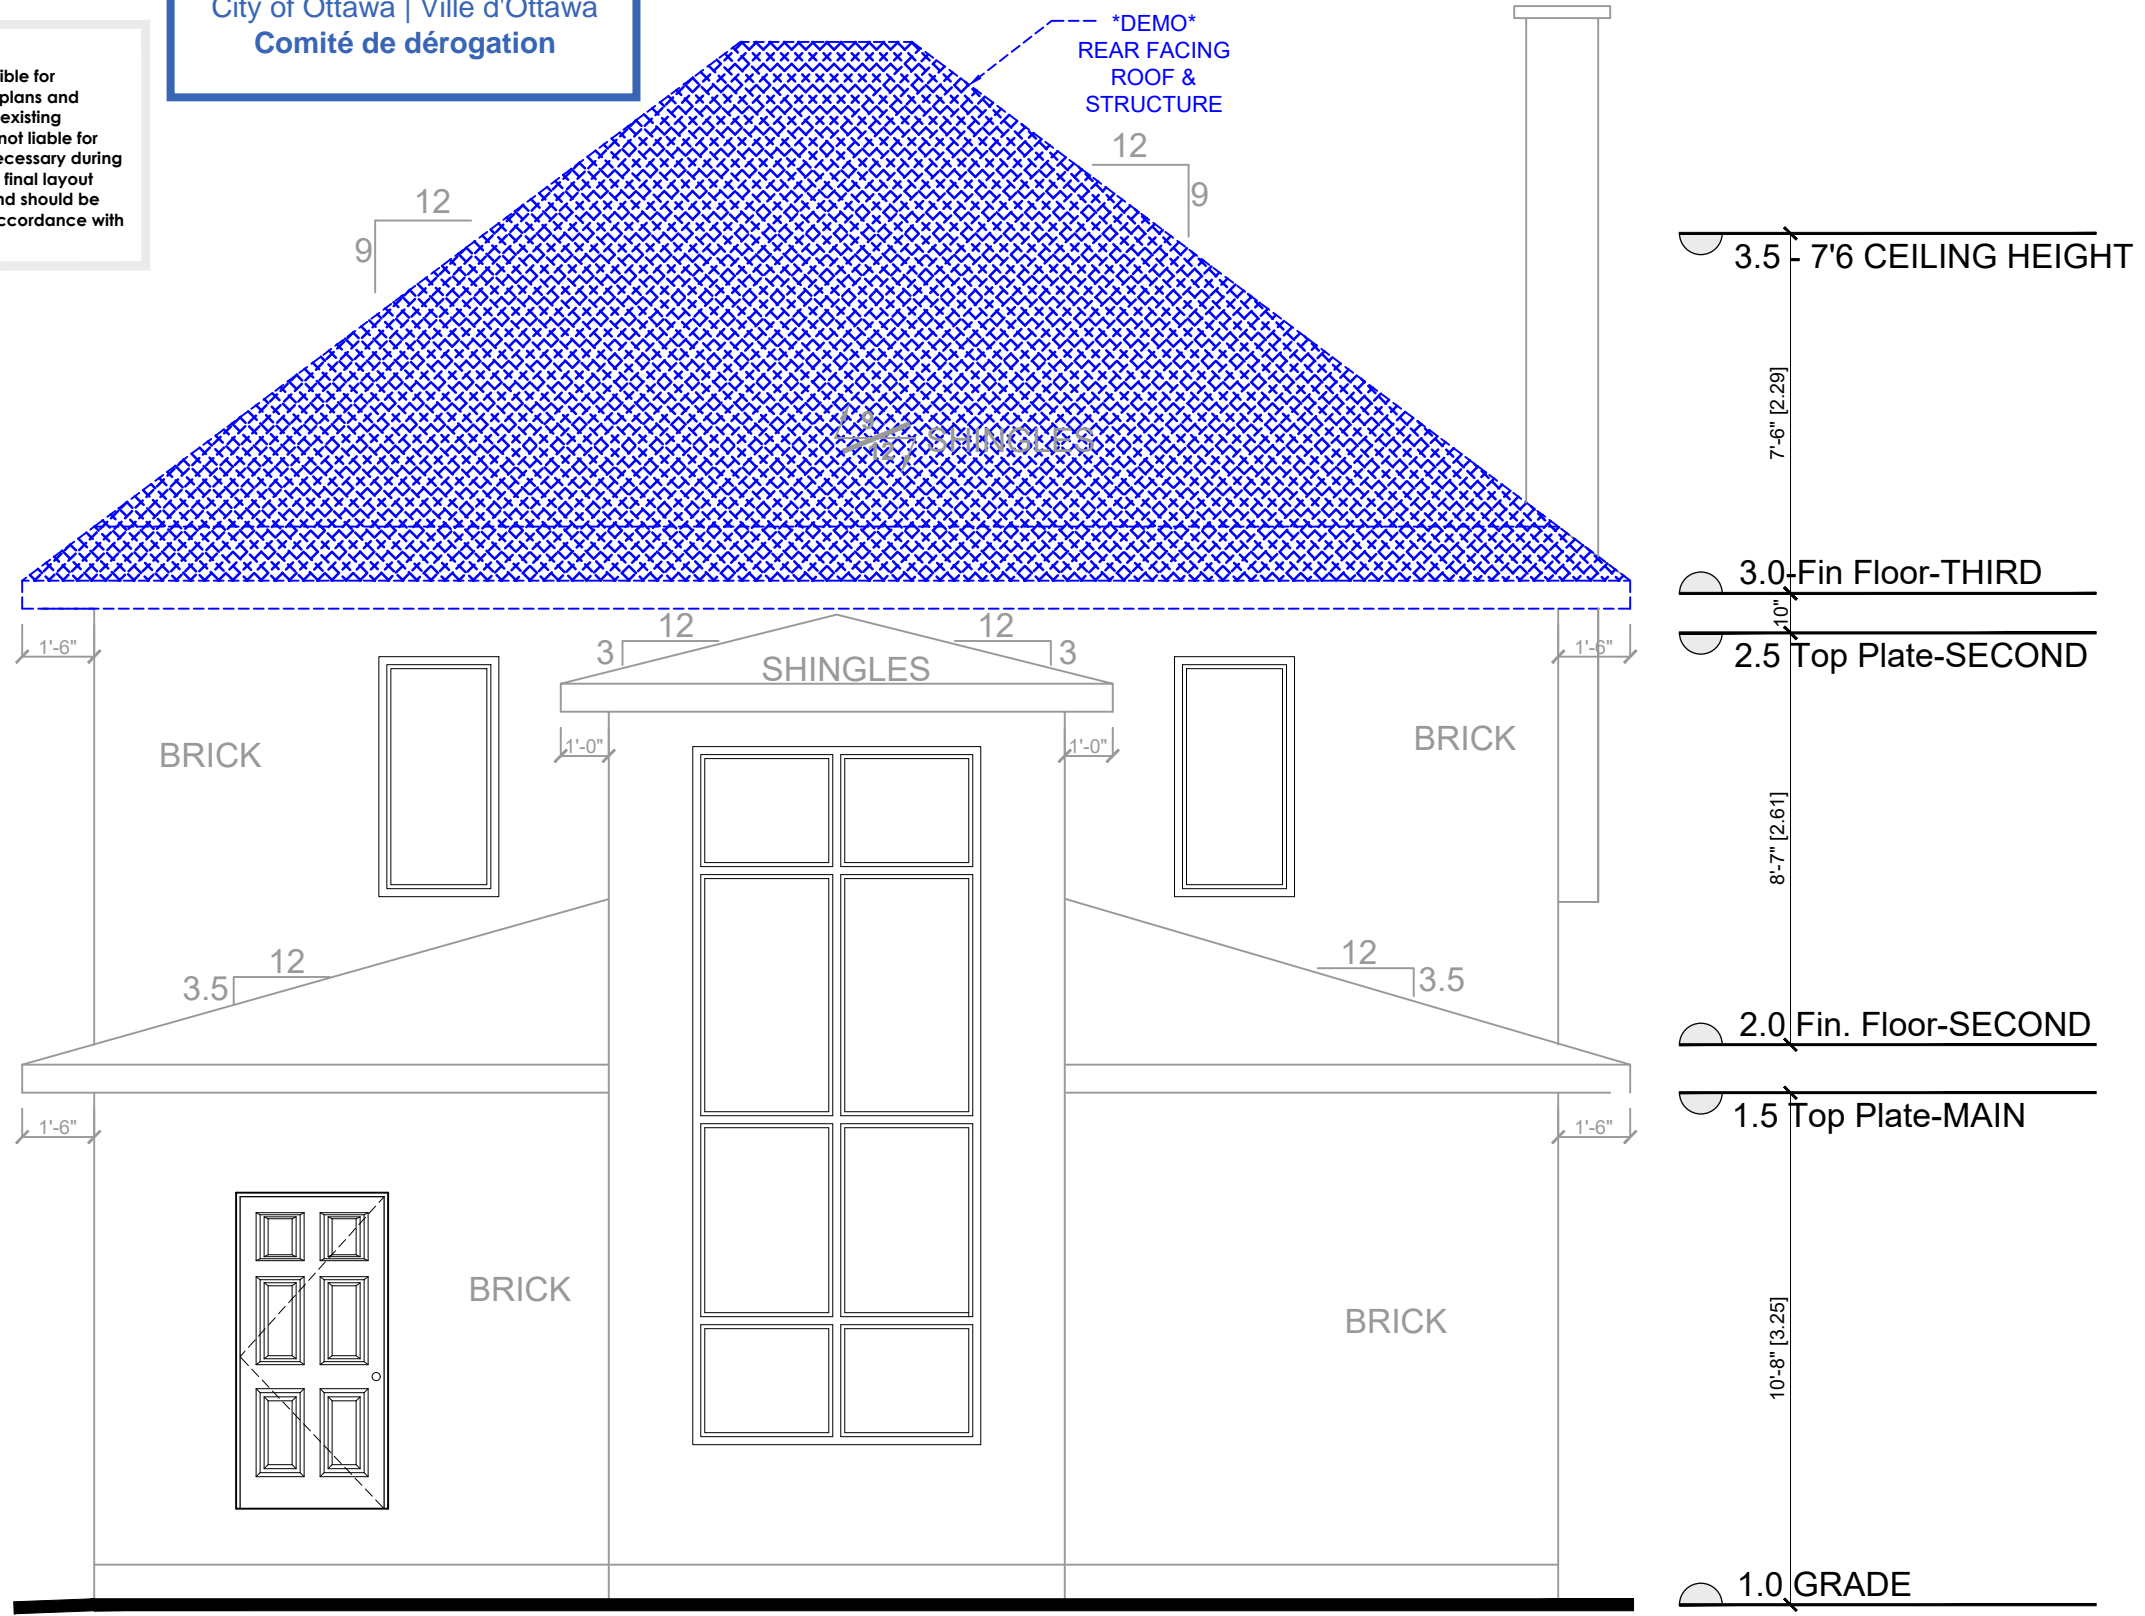 City of Ottawa | Ville d'Ottawa
Comité de dérogation
ible for
plans and
existing
not liable for
ecessary during
final layout
nd should be
ccordance with
*DEMO*
REAR FACING
ROOF &
STRUCTURE
12
9
12
9
9
12
SHINGLES
3.5 - 7'6 CEILING HEIGHT
7'-6" [2.29]
3.0-Fin Floor-THIRD
10"
2.5 Top Plate-SECOND
1'-6"
12
3
12
3
1'-6"
SHINGLES
BRICK
1'-0"
1'-0"
BRICK
8'-7" [2.61]
12
3.5
12
3.5
2.0 Fin. Floor-SECOND
1.5 Top Plate-MAIN
1'-6"
1'-6"
BRICK
BRICK
10'-8" [3.25]
1.0 GRADE